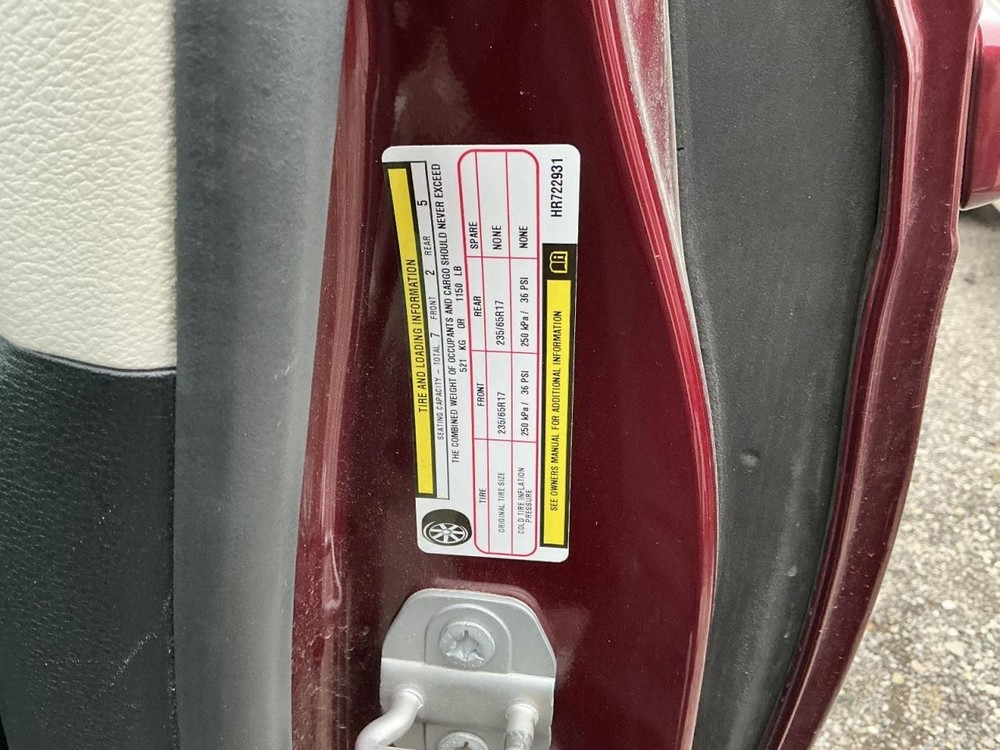 TIRE AND LOADING INFORMATION
SEATING CAPACITY - TOTAL 7 FRONT 2 REAR 5
THE COMBINED WEIGHT OF OCCUPANTS AND CARGO SHOULD NEVER EXCEED
521 KG OR 1150 LB
TIRE FRONT REAR SPARE
ORIGINAL TIRE SIZE 235/65R17 235/65R17 NONE
COLD TIRE INFLATION PRESSURE 250 kPa / 36 PSI 250 kPa / 36 PSI NONE
SEE OWNERS MANUAL FOR ADDITIONAL INFORMATION
HR722931